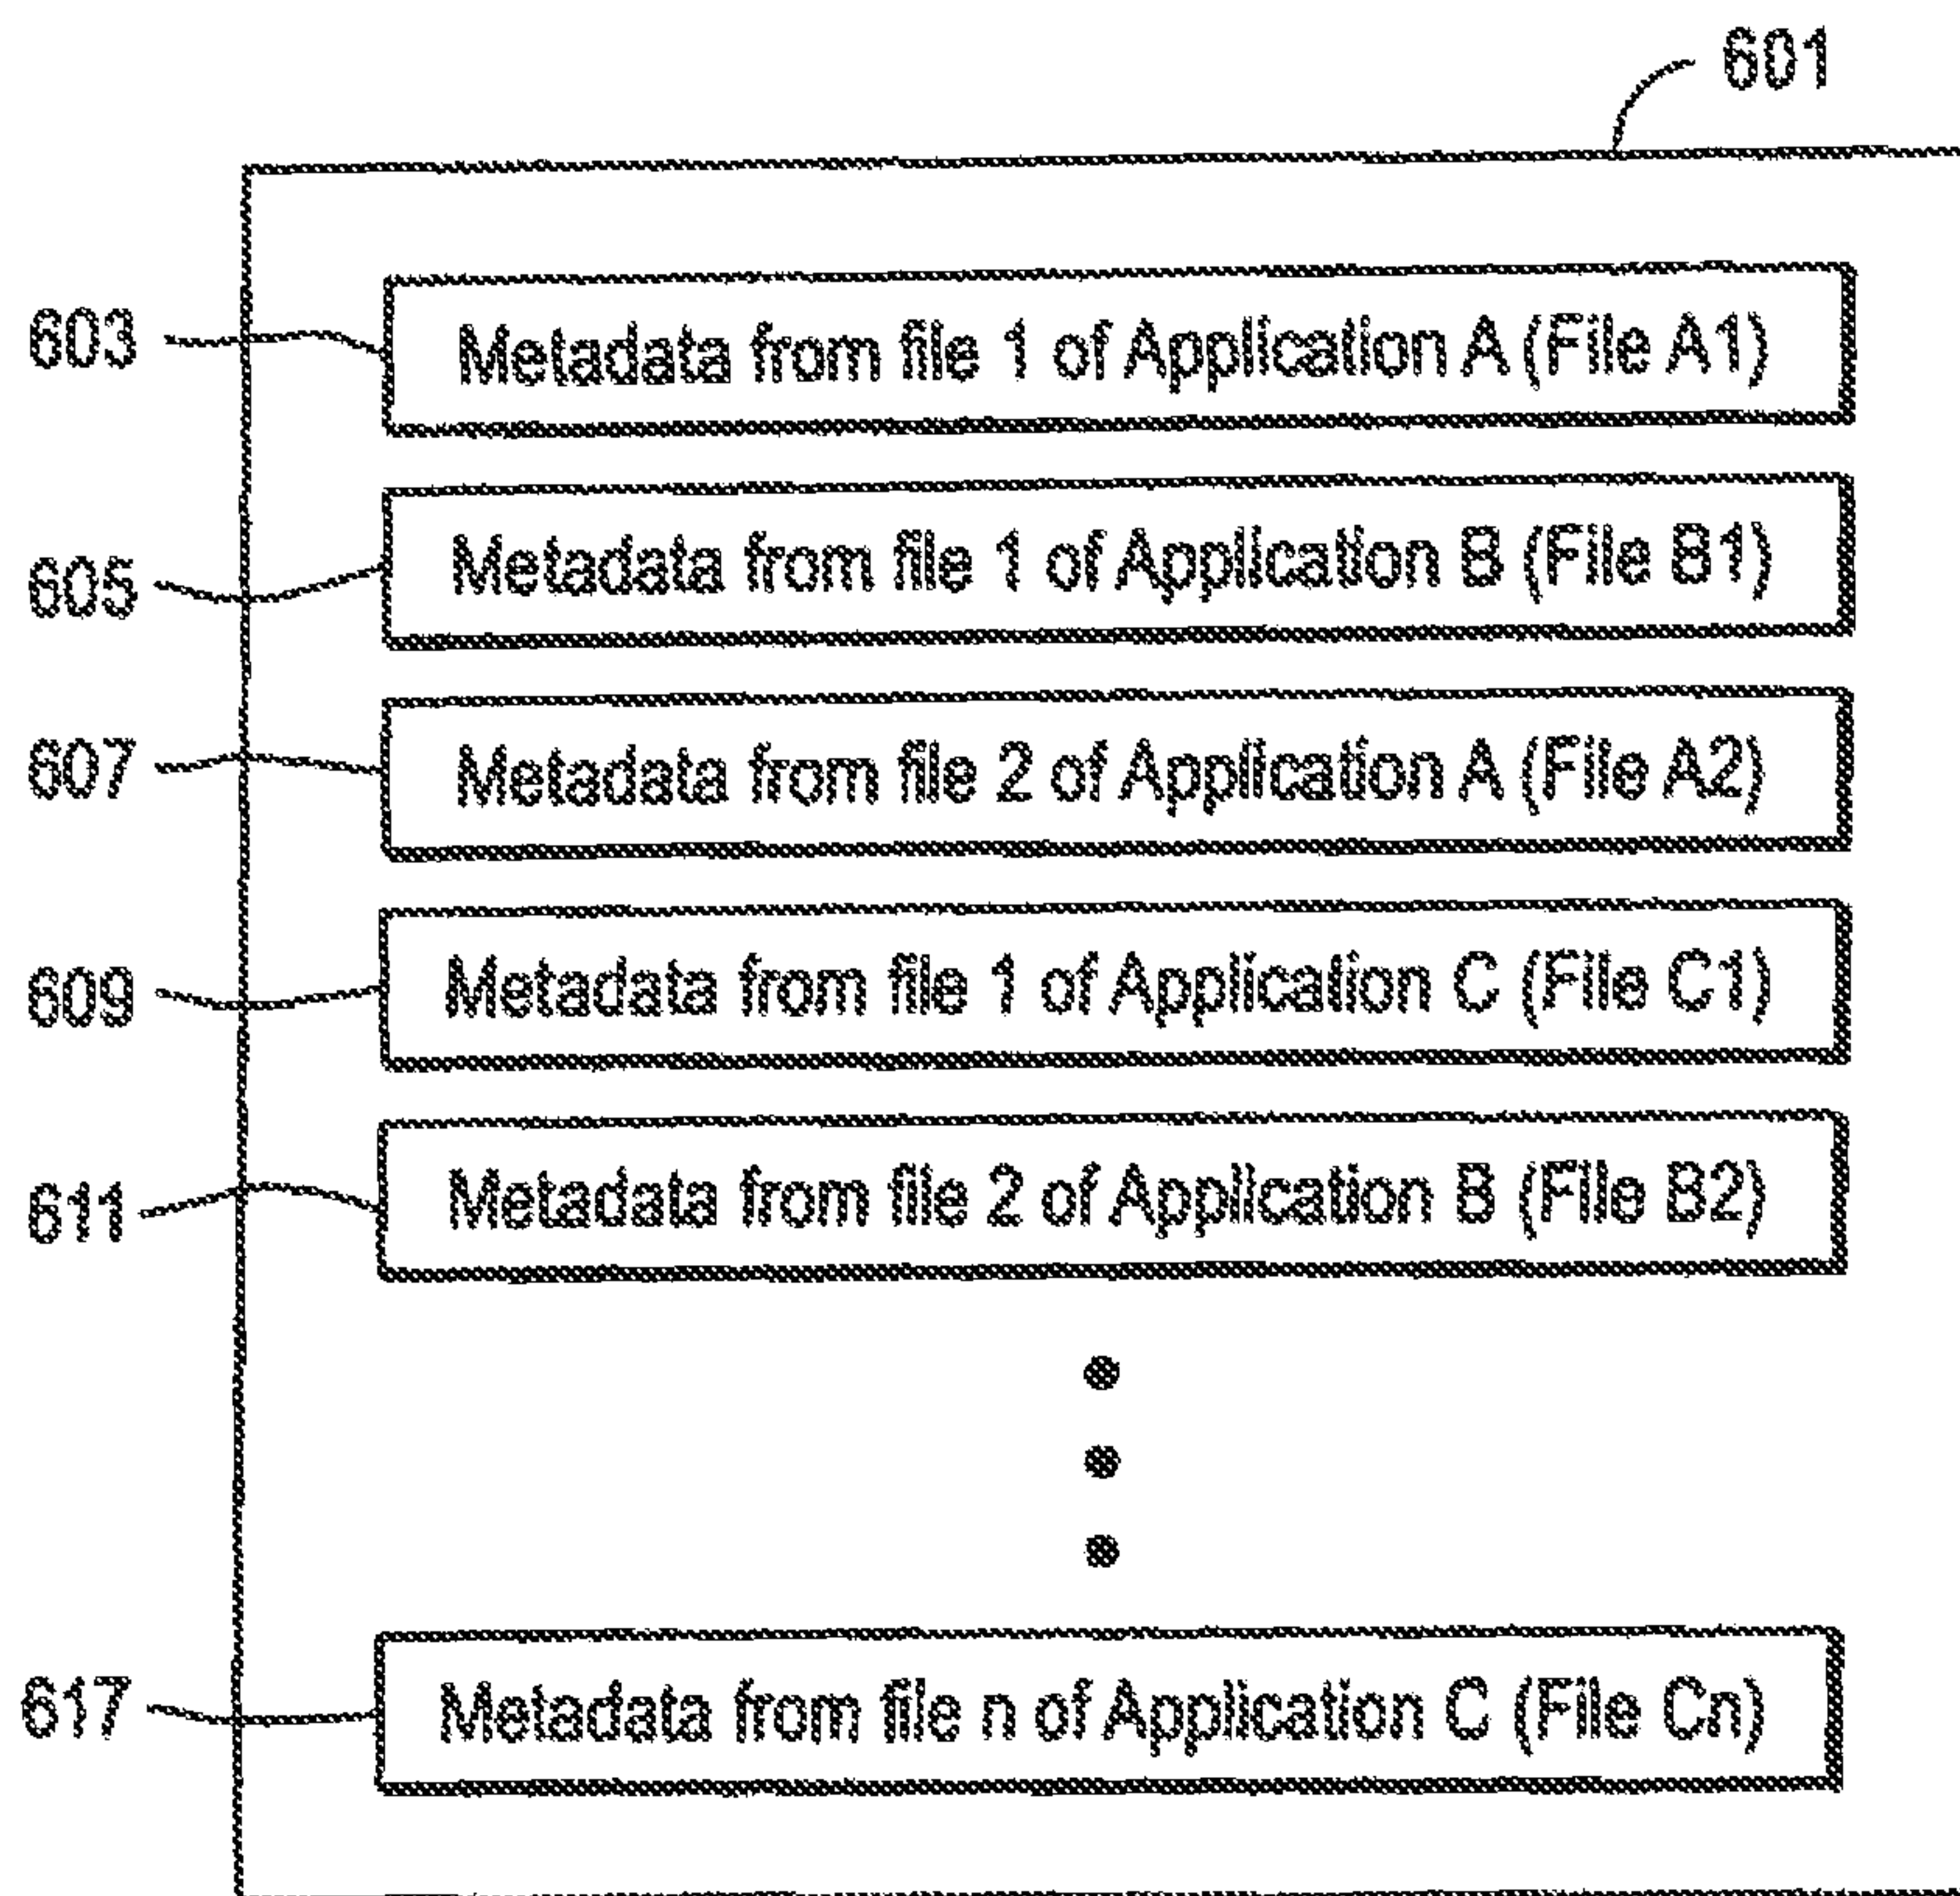 601
603 Metadata from file 1 of Application A (File A1)
605 Metadata from file 1 of Application B (File B1)
607 Metadata from file 2 of Application A (File A2)
609 Metadata from file 1 of Application C (File C1)
611 Metadata from file 2 of Application B (File B2)
617 Metadata from file n of Application C (File Cn)